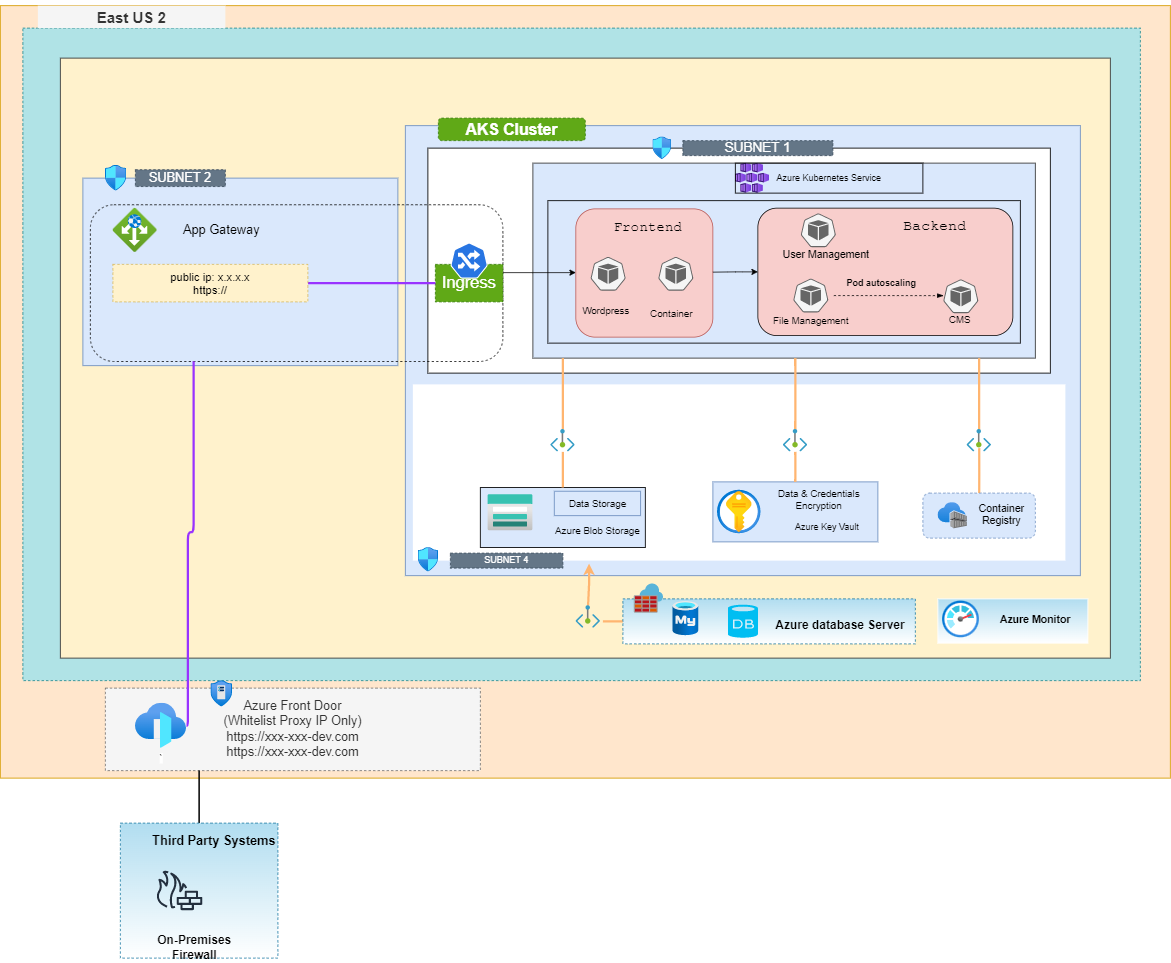 East US 2
AKS Cluster
SUBNET 1
Azure Kubernetes Service
SUBNET 2
App Gateway
public ip: x.x.x.x
https://
Ingress
Frontend
Wordpress
Container
Backend
User Management
Pod autoscaling
File Management
CMS
Data Storage
Azure Blob Storage
Data & Credentials
Encryption
Azure Key Vault
Container
Registry
SUBNET 4
My
DB
Azure database Server
Azure Monitor
Azure Front Door
(Whitelist Proxy IP Only)
https://xxx-xxx-dev.com
https://xxx-xxx-dev.com
Third Party Systems
On-Premises
Firewall